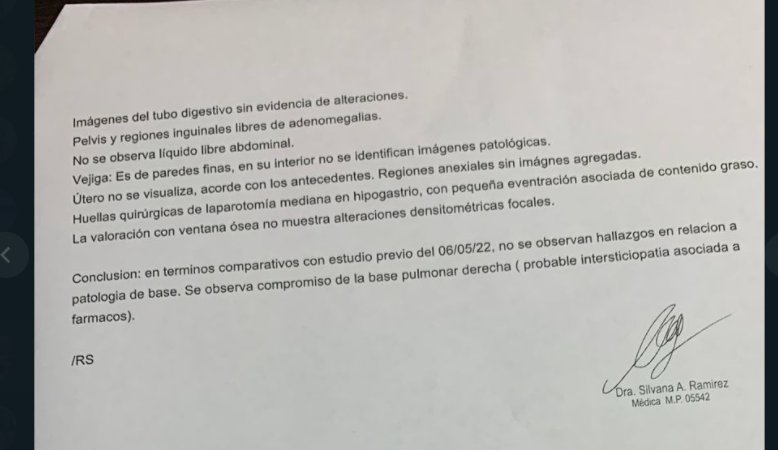 Imágenes del tubo digestivo sin evidencia de alteraciones.
Pelvis y regiones inguinales libres de adenomegalias.
No se observa líquido libre abdominal.
Vejiga: Es de paredes finas, en su interior no se identifican imágenes patológicas.
Útero no se visualiza, acorde con los antecedentes. Regiones anexiales sin imágnes agregadas.
Huellas quirúrgicas de laparotomía mediana en hipogastrio, con pequeña eventración asociada de contenido graso.
La valoración con ventana ósea no muestra alteraciones densitométricas focales.
Conclusion: en terminos comparativos con estudio previo del 06/05/22, no se observan hallazgos en relacion a
patologia de base. Se observa compromiso de la base pulmonar derecha ( probable intersticiopatia asociada a
farmacos).
/RS
Dra. Silvana A. Ramirez
Médica M.P. 05542